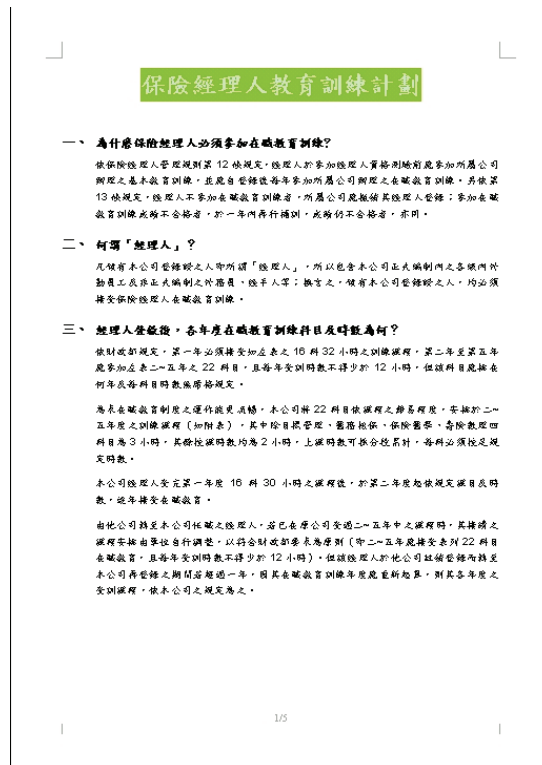 保險經理人教育訓練計劃
一、 為什麼保險經理人必須參加在職教育訓練?
依保險經理人管理規則第 12 條規定,經理人於參加經理人資格測驗前應參加所屬公司
辦理之基本教育訓練,並應自登錄後每年參加所屬公司辦理之在職教育訓練。另依第
13 條規定,經理人不參加在職教育訓練者,所屬公司應撤銷其經理人登錄;參加在職
教育訓練成績不合格者,於一年內再行補訓,成績仍不合格者,亦同。
二、 何謂「經理人」?
凡領有本公司登錄證之人即所謂「經理人」,所以包含本公司正式編制內之各級內外
勤員工及非正式編制之外務員、經手人等;換言之,領有本公司登錄證之人,均必須
接受保險經理人在職教育訓練。
三、 經理人登錄後,各年度在職教育訓練科目及時數為何?
依財政部規定,第一年必須接受如左表之 16 科 32 小時之訓練課程,第二年至第五年
應參加左表二~五年之 22 科目,且每年受訓時數不得少於 12 小時,但該科目應排在
何年及每科目時數無嚴格規定。
為求在職教育制度之運作能更順暢,本公司將 22 科目依課程之難易程度,安排於二~
五年度之訓練課程(如附表),其中除目標管理、服務批保、保險醫學、壽險數理四
科目為 3 小時,其餘授課時數均為 2 小時,上課時數可拆分段累計,每科必須授足規
定時數。
本公司經理人受完第一年度 16 科 30 小時之課程後,於第二年度起依規定課目及時
數,逐年接受在職教育。
由他公司轉至本公司任職之經理人,若已在原公司受過二~五年中之課程時,其接續之
課程安排由單位自行調整,以符合財政部要求為原則(即二~五年應接受表列 22 科目
在職教育,且每年受訓時數不得少於 12 小時)。但該經理人於他公司註銷登錄而轉至
本公司再登錄之期間若超過一年,因其在職教育訓練年度應重新起算,則其各年度之
受訓課程,依本公司之規定為之。
1/5